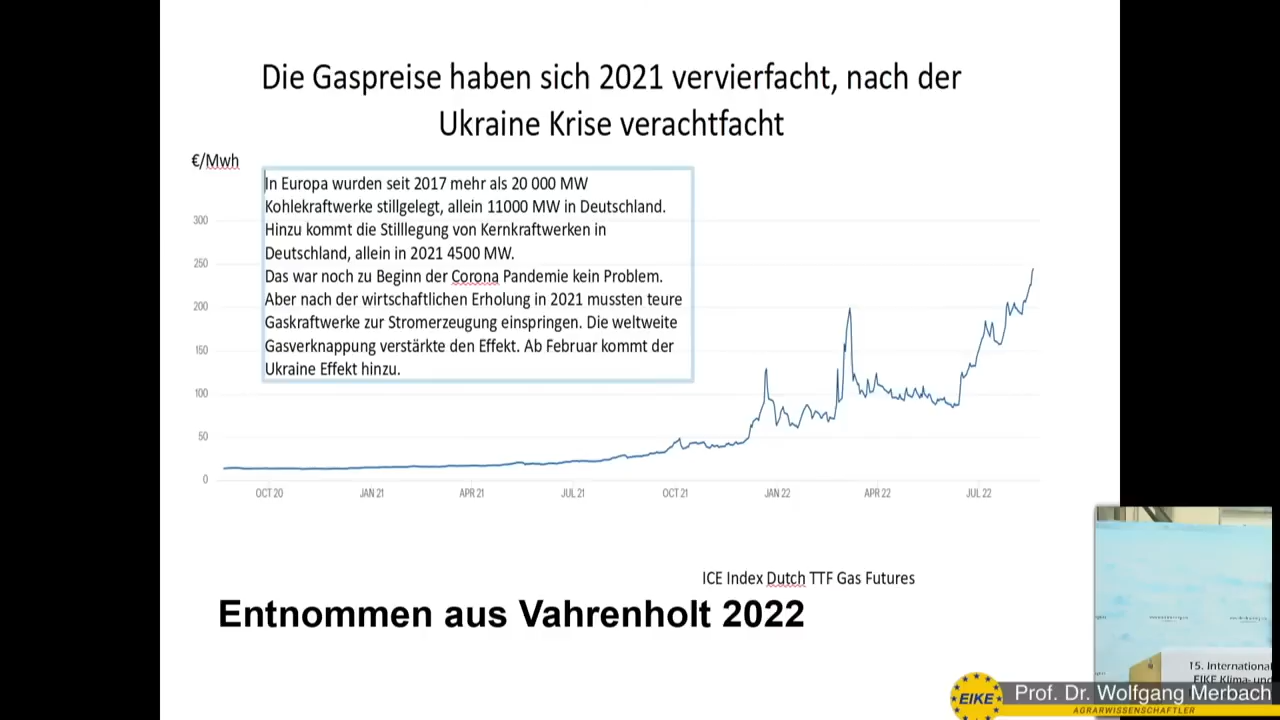 Die Gaspreise haben sich 2021 vervierfacht, nach der
Ukraine Krise verachtfacht
€/Mwh
In Europa wurden seit 2017 mehr als 20 000 MW
Kohlekraftwerke stillgelegt, allein 11000 MW in Deutschland.
Hinzu kommt die Stilllegung von Kernkraftwerken in
Deutschland, allein in 2021 4500 MW.
Das war noch zu Beginn der Corona Pandemie kein Problem.
Aber nach der wirtschaftlichen Erholung in 2021 mussten teure
Gaskraftwerke zur Stromerzeugung einspringen. Die weltweite
Gasverknappung verstärkte den Effekt. Ab Februar kommt der
Ukraine Effekt hinzu.
300
250
200
150
100
50
0
OCT 20 JAN 21 APR 21 JUL 21 OCT 21 JAN 22 APR 22 JUL 22
ICE Index Dutch TTF Gas Futures
Entnommen aus Vahrenholt 2022
15. International
EIKE Klima- und
EIKE
Prof. Dr. Wolfgang Merbach
AGRARWISSENSCHAFTLER